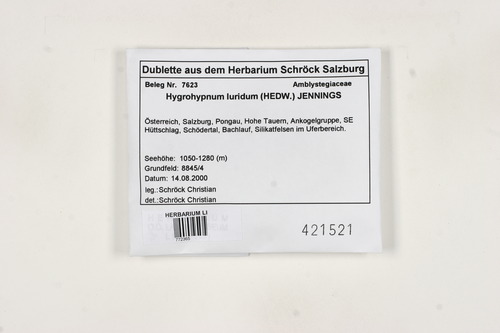 Dublette aus dem Herbarium Schröck Salzburg
Beleg Nr. 7623 Amblystegiaceae
Hygrohypnum luridum (HEDW.) JENNINGS
Österreich, Salzburg, Pongau, Hohe Tauern, Ankogelgruppe, SE
Hüttschlag, Schödertal, Bachlauf, Silikatfelsen im Uferbereich.
Seehöhe: 1050-1280 (m)
Grundfeld: 8845/4
Datum: 14.08.2000
leg.:Schröck Christian
det.:Schröck Christian
HERBARIUM LI
421521